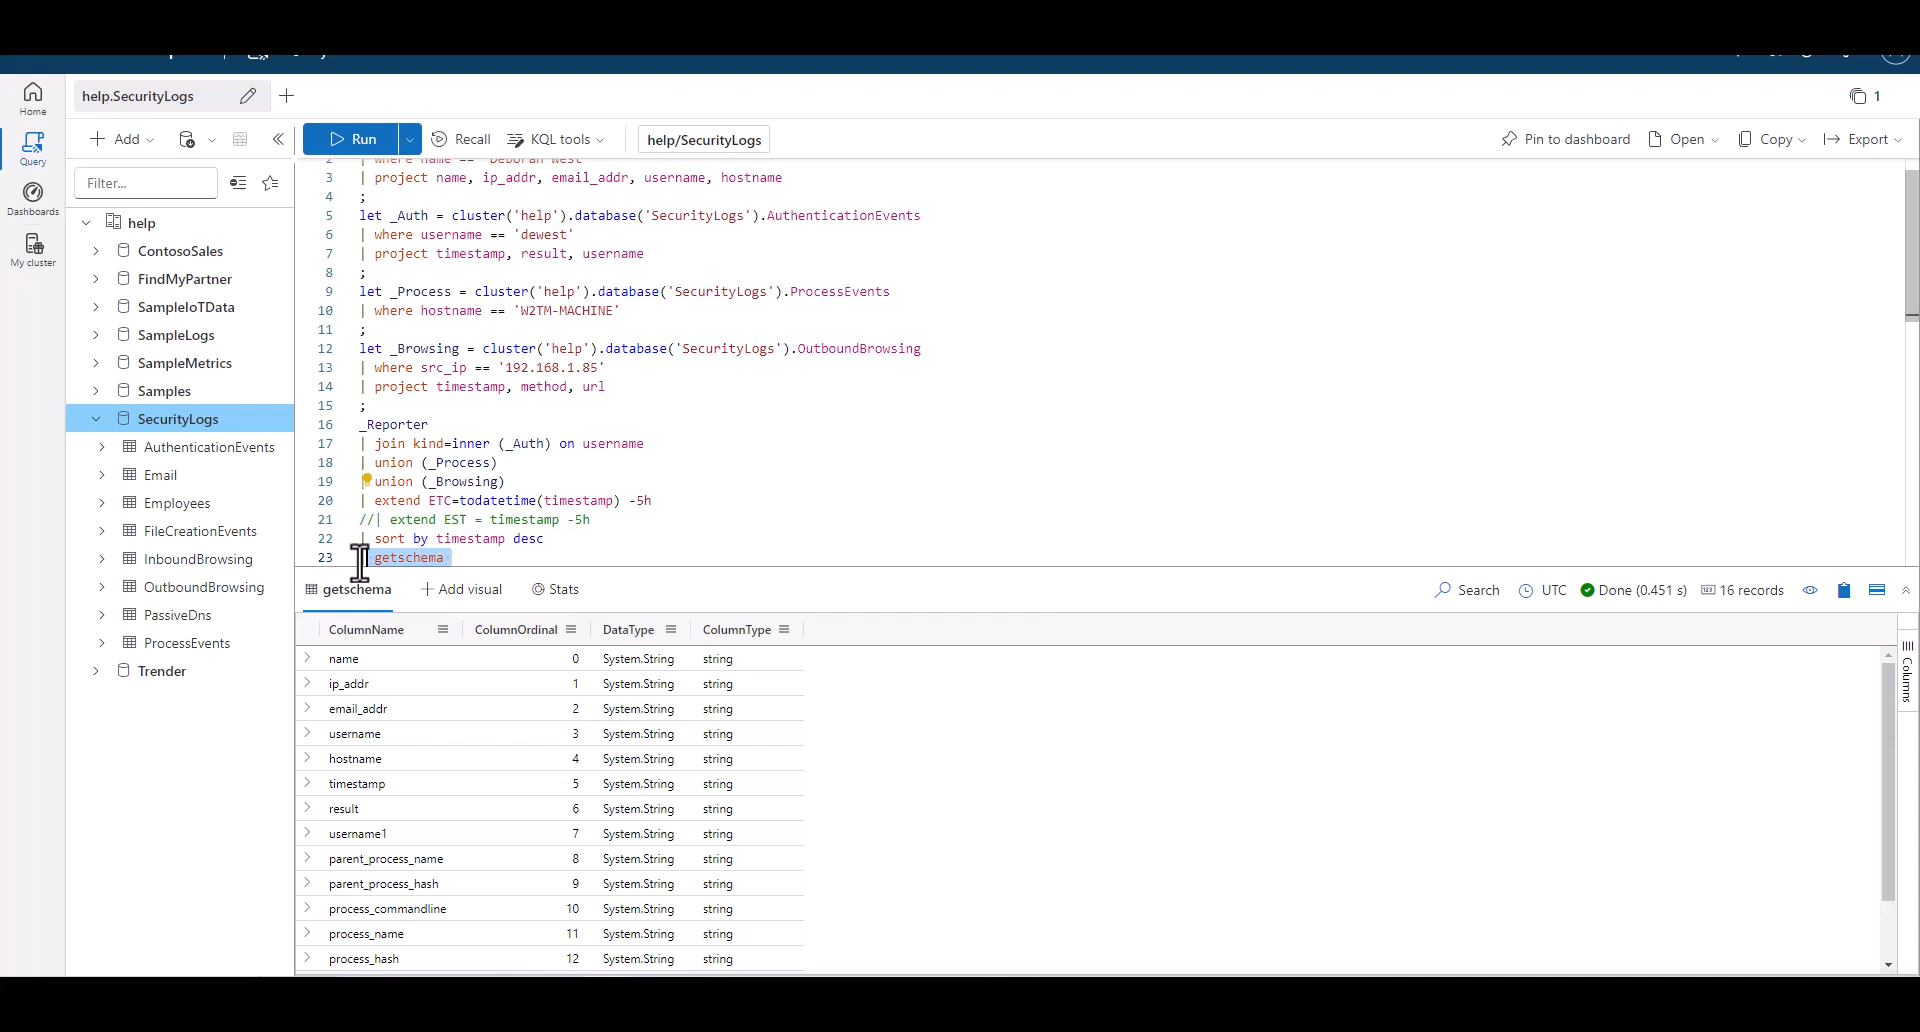 help.SecurityLogs
1
Home
Query
Dashboards
My cluster
Add
Run
Recall
KQL tools
help/SecurityLogs
Pin to dashboard
Open
Copy
Export
Filter...
help
ContosoSales
FindMyPartner
SampleIoTData
SampleLogs
SampleMetrics
Samples
SecurityLogs
AuthenticationEvents
Email
Employees
FileCreationEvents
InboundBrowsing
OutboundBrowsing
PassiveDns
ProcessEvents
Trender
2 | where name == 'Deborah West'
3 | project name, ip_addr, email_addr, username, hostname
4 ;
5 let _Auth = cluster('help').database('SecurityLogs').AuthenticationEvents
6 | where username == 'dewest'
7 | project timestamp, result, username
8 ;
9 let _Process = cluster('help').database('SecurityLogs').ProcessEvents
10 | where hostname == 'W2TM-MACHINE'
11 ;
12 let _Browsing = cluster('help').database('SecurityLogs').OutboundBrowsing
13 | where src_ip == '192.168.1.85'
14 | project timestamp, method, url
15 ;
16 _Reporter
17 | join kind=inner (_Auth) on username
18 | union (_Process)
19 | union (_Browsing)
20 | extend ETC=todatetime(timestamp) -5h
21 //| extend EST = timestamp -5h
22 | sort by timestamp desc
23 | getschema
getschema
Add visual
Stats
Search
UTC
Done (0.451 s)
16 records
ColumnName ColumnOrdinal DataType ColumnType
name 0 System.String string
ip_addr 1 System.String string
email_addr 2 System.String string
username 3 System.String string
hostname 4 System.String string
timestamp 5 System.String string
result 6 System.String string
username1 7 System.String string
parent_process_name 8 System.String string
parent_process_hash 9 System.String string
process_commandline 10 System.String string
process_name 11 System.String string
process_hash 12 System.String string
Columns